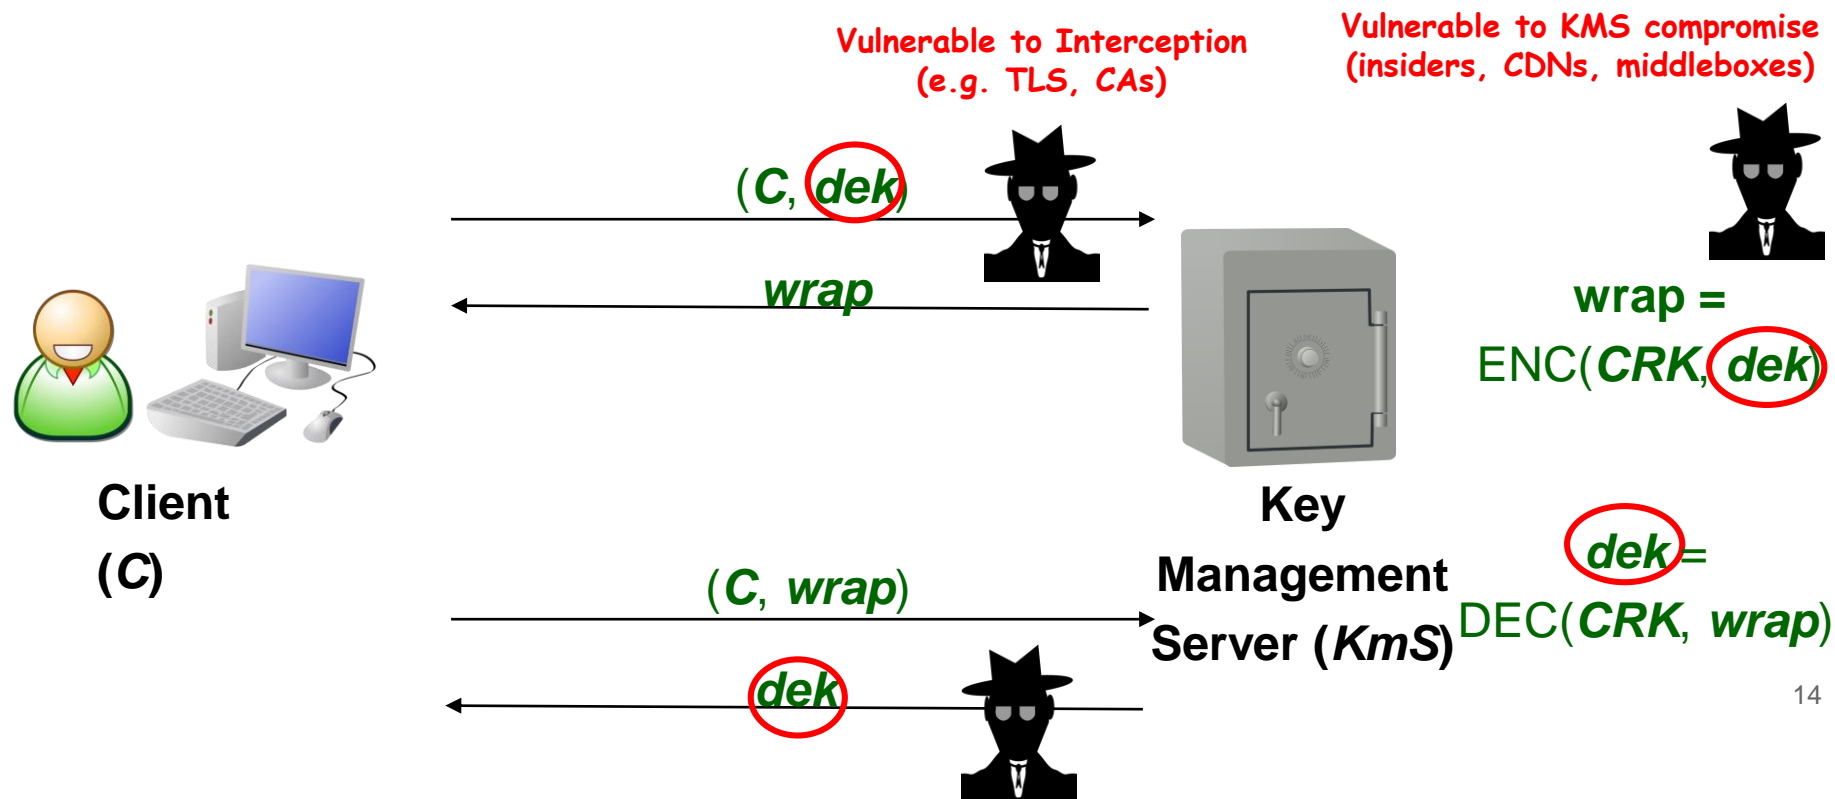 Vulnerable to Interception
(e.g. TLS, CAs)
Vulnerable to KMS compromise
(insiders, CDNs, middleboxes)
(C, dek)
wrap
wrap =
ENC(CRK, dek)
Client
(C)
Key
Management
Server (KmS)
(C, wrap)
dek
dek =
DEC(CRK, wrap)
14